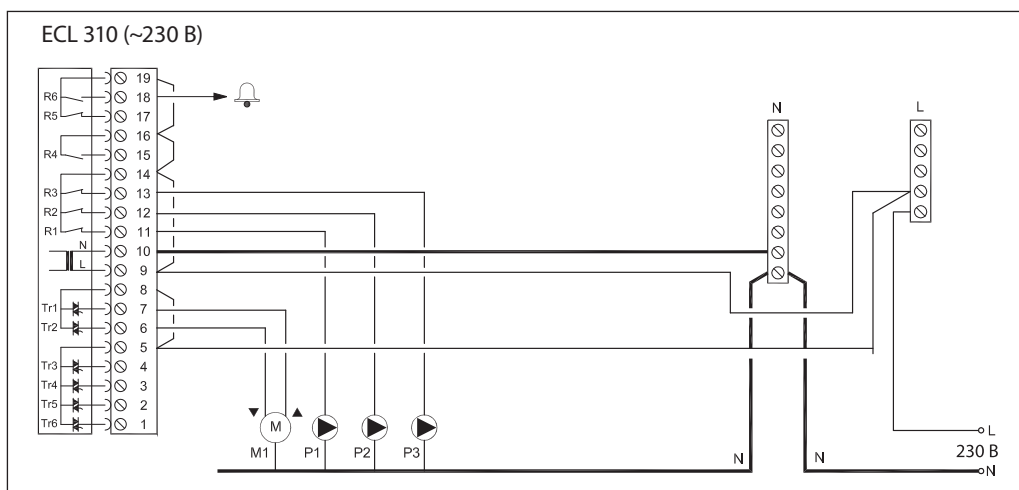 ECL 310 (~230 В)
19
R6 18
R5 17
16
R4 15
14
R3 13
R2 12
R1 11
N 10
L 9
8
Tr1 7
Tr2 6
5
Tr3 4
Tr4 3
Tr5 2
Tr6 1
N L
M
M1 P1 P2 P3
N N
L
230 В
N